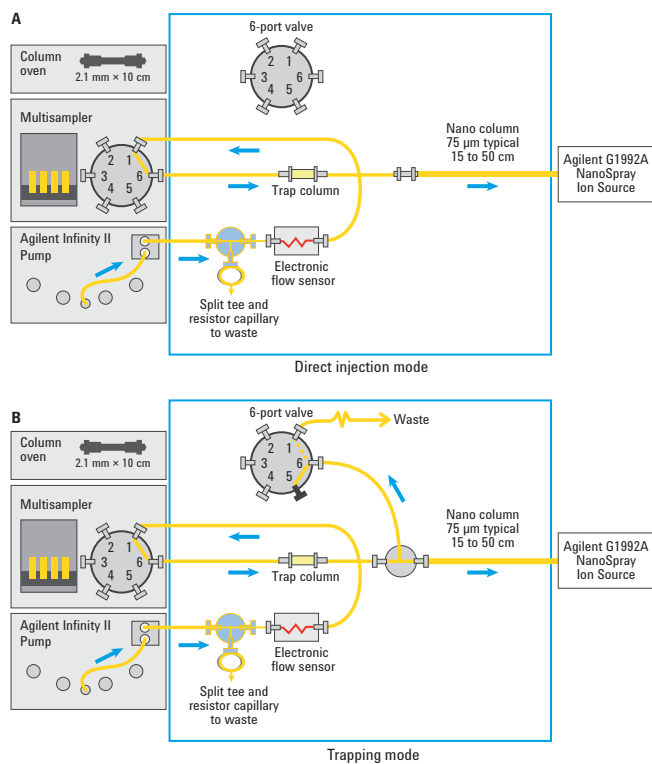 A
6-port valve
2 1
3 6
4 5
Column
oven
2.1 mm × 10 cm
Multisampler
2 1
3 6
4 5
Trap column
Nano column
75 µm typical
15 to 50 cm
Agilent G1992A
NanoSpray
Ion Source
Agilent Infinity II
Pump
Electronic
flow sensor
Split tee and
resistor capillary
to waste
Direct injection mode
B
6-port valve
Waste
2 1
3 6
4 5
Column
oven
2.1 mm × 10 cm
Multisampler
2 1
3 6
4 5
Trap column
Nano column
75 µm typical
15 to 50 cm
Agilent G1992A
NanoSpray
Ion Source
Agilent Infinity II
Pump
Electronic
flow sensor
Split tee and
resistor capillary
to waste
Trapping mode